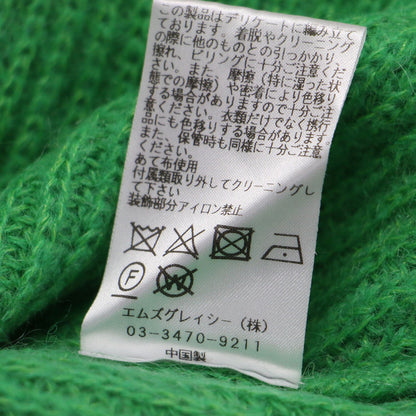 この製品はデリケートに編み立て
ております。着脱やクリーニング
の際に他のものとの引っかかり
擦れ、ピリングに十分ご注意くだ
さい。また、摩擦（特に湿った状
態での摩擦）や密着により色移り
する場合がありますので十分ご注
意ください。衣類だけでなく携行
品にも色移りする場合があります
。また、保管時も同様に十分ご注意
ください。
あて布使用
付属類取り外してクリーニングし
て下さい
装飾部分アイロン禁止
F
W
エムズグレイシー（株）
03-3470-9211
中国製